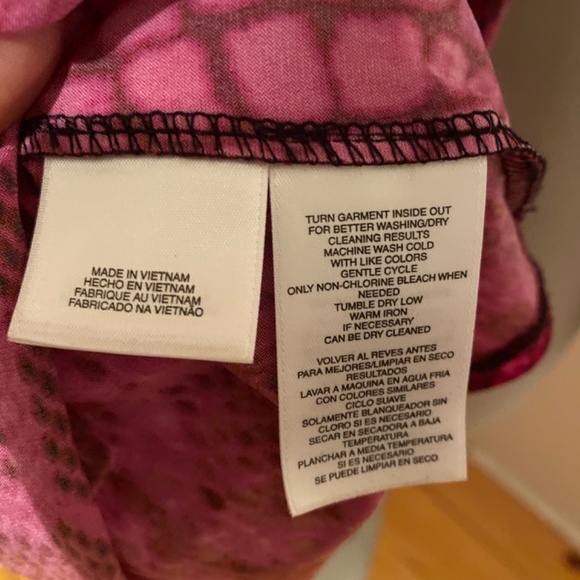 MADE IN VIETNAM
HECHO EN VIETNAM
FABRIQUE AU VIETNAM
FABRICADO NA VIETNÃO
TURN GARMENT INSIDE OUT
FOR BETTER WASHING/DRY
CLEANING RESULTS
MACHINE WASH COLD
WITH LIKE COLORS
GENTLE CYCLE
ONLY NON-CHLORINE BLEACH WHEN
NEEDED
TUMBLE DRY LOW
WARM IRON
IF NECESSARY
CAN BE DRY CLEANED
VOLVER AL REVES ANTES
PARA MEJORES/LIMPIAR EN SECO
RESULTADOS
LAVAR A MAQUINA EN AGUA FRIA
CON COLORES SIMILARES
CICLO SUAVE
SOLAMENTE BLANQUEADOR SIN
CLORO SI ES NECESARIO
SECAR EN SECADORA A BAJA
TEMPERATURA
PLANCHAR A MEDIA TEMPERATURA
SI ES NECESARIO
SE PUEDE LIMPIAR EN SECO